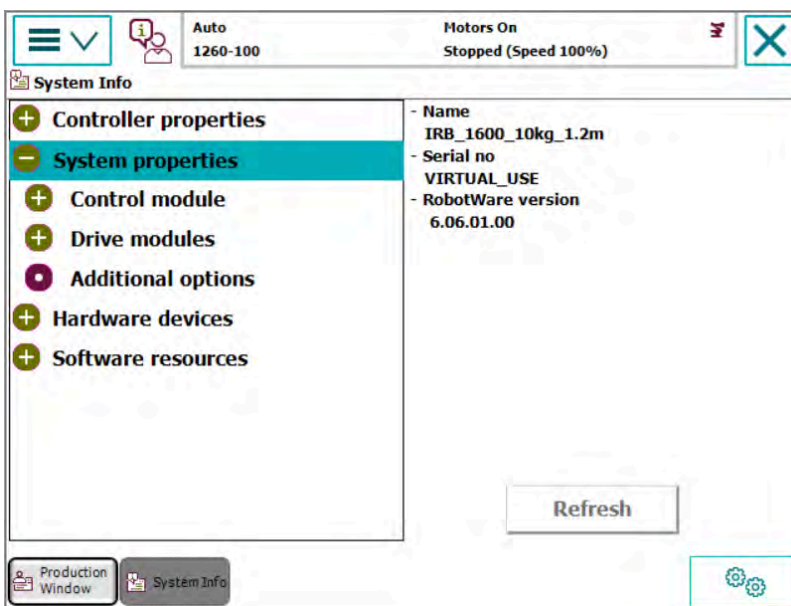 Auto
1260-100
Motors On
Stopped (Speed 100%)
System Info
Controller properties
System properties
Control module
Drive modules
Additional options
Hardware devices
Software resources
- Name
IRB_1600_10kg_1.2m
- Serial no
VIRTUAL_USE
- RobotWare version
6.06.01.00
Refresh
Production
Window
System Info